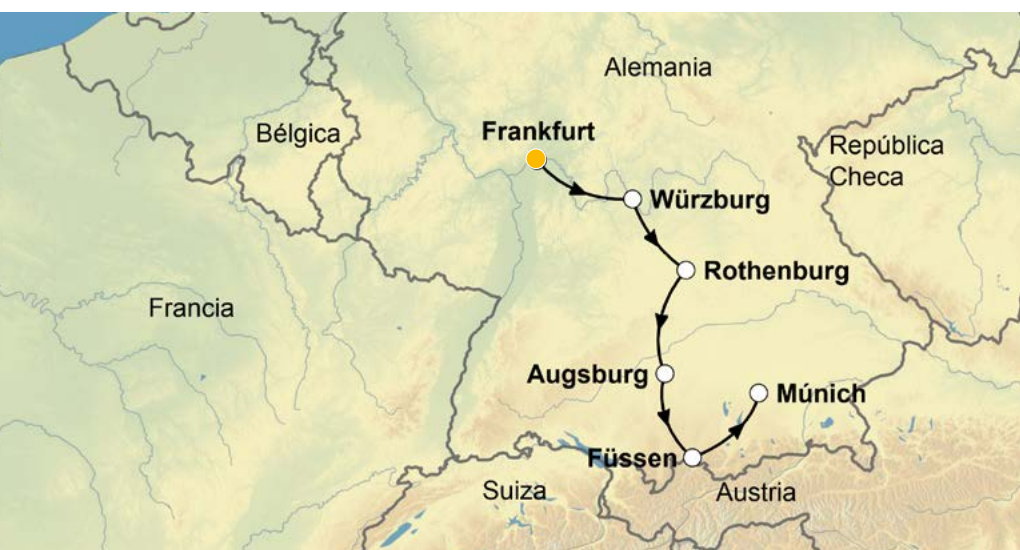 Alemania
Bélgica
Frankfurt
República
Checa
Würzburg
Rothenburg
Francia
Augsburg
Múnich
Füssen
Suiza
Austria